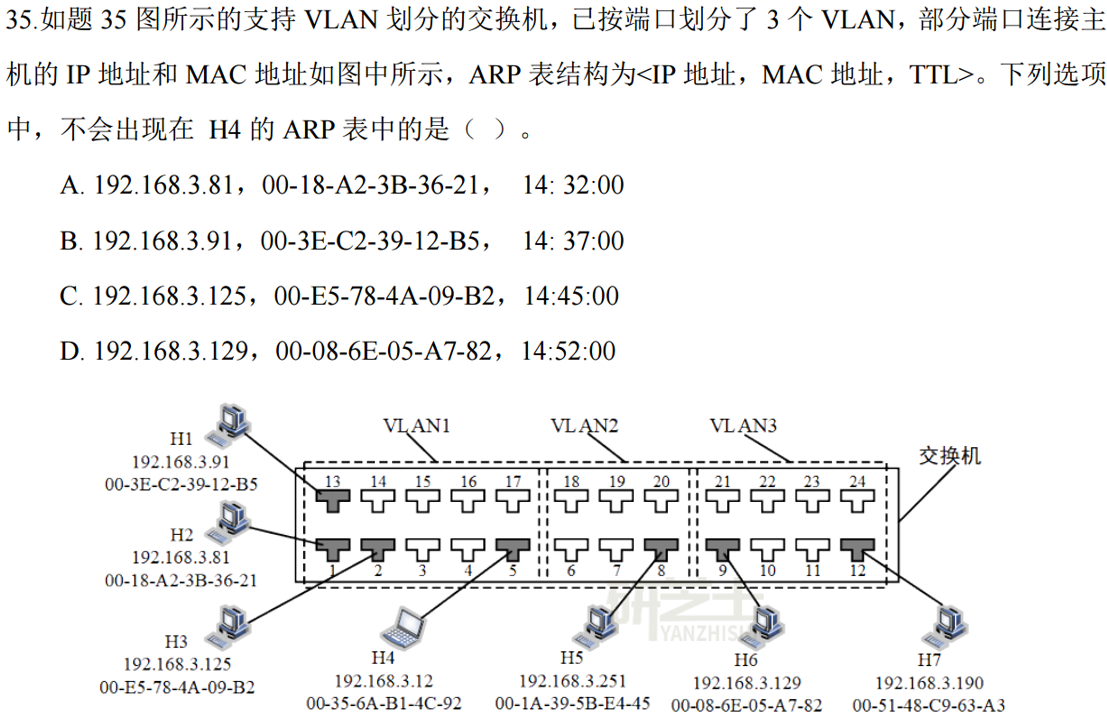 35.如题 35 图所示的支持 VLAN 划分的交换机，已按端口划分了 3 个 VLAN，部分端口连接主
机的 IP 地址和 MAC 地址如图中所示，ARP 表结构为<IP 地址，MAC 地址，TTL>。下列选项
中，不会出现在 H4 的 ARP 表中的是（ ）。
A. 192.168.3.81，00-18-A2-3B-36-21， 14: 32:00
B. 192.168.3.91，00-3E-C2-39-12-B5， 14: 37:00
C. 192.168.3.125，00-E5-78-4A-09-B2，14:45:00
D. 192.168.3.129，00-08-6E-05-A7-82，14:52:00
VLAN1
VLAN2
VLAN3
交换机
H1
192.168.3.91
00-3E-C2-39-12-B5
13 14 15 16 17 18 19 20 21 22 23 24
H2
192.168.3.81
00-18-A2-3B-36-21
1 2 3 4 5 6 7 8 9 10 11 12
H3
192.168.3.125
00-E5-78-4A-09-B2
H4
192.168.3.12
00-35-6A-B1-4C-92
H5
192.168.3.251
00-1A-39-5B-E4-45
H6
192.168.3.129
00-08-6E-05-A7-82
H7
192.168.3.190
00-51-48-C9-63-A3
研芝士
YANZHISHI